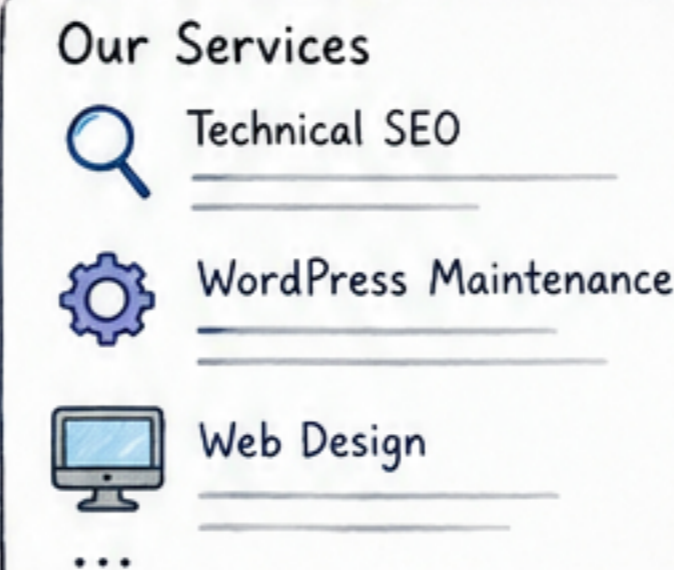 Our Services
Technical SEO
WordPress Maintenance
Web Design
...